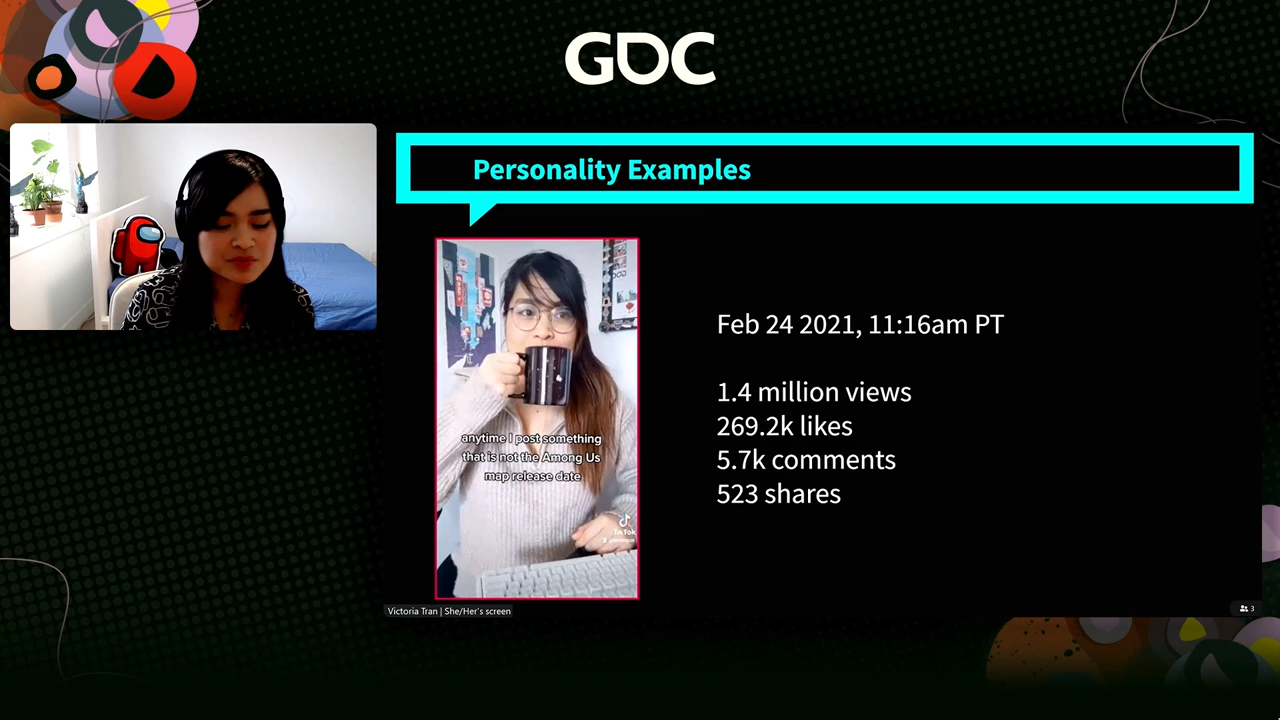 GDC
Personality Examples
Feb 24 2021, 11:16am PT
1.4 million views
269.2k likes
5.7k comments
523 shares
anytime I post something
that is not the Among Us
map release date
TikTok
Victoria Tran | She/Her's screen
3